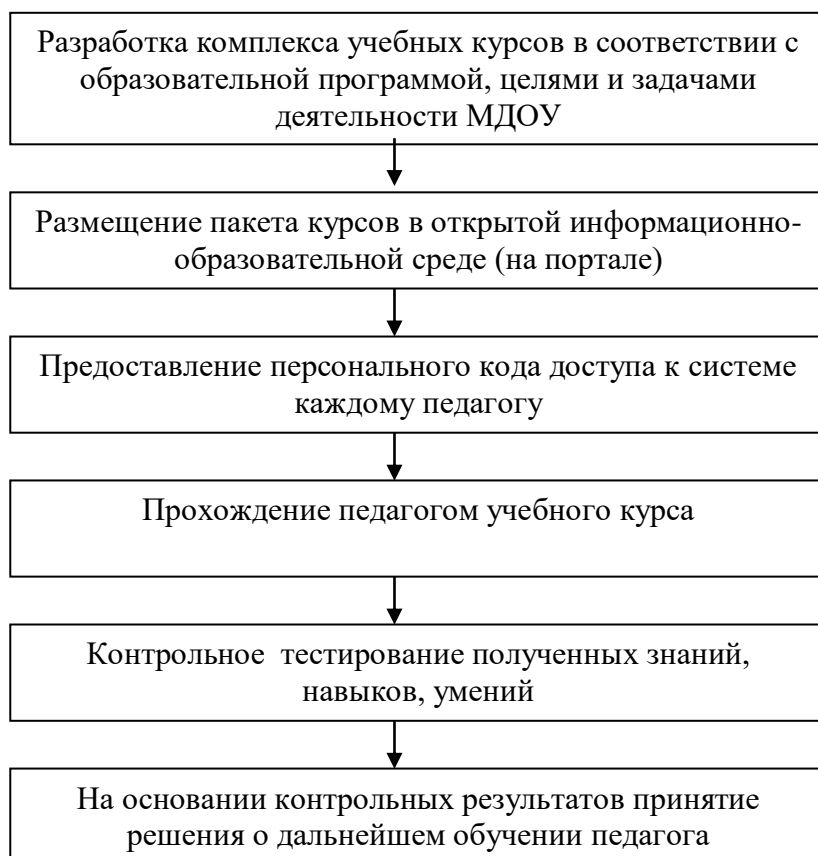 Разработка комплекса учебных курсов в соответствии с
образовательной программой, целями и задачами
деятельности МДОУ
Размещение пакета курсов в открытой информационно-
образовательной среде (на портале)
Предоставление персонального кода доступа к системе
каждому педагогу
Прохождение педагогом учебного курса
Контрольное тестирование полученных знаний,
навыков, умений
На основании контрольных результатов принятие
решения о дальнейшем обучении педагога